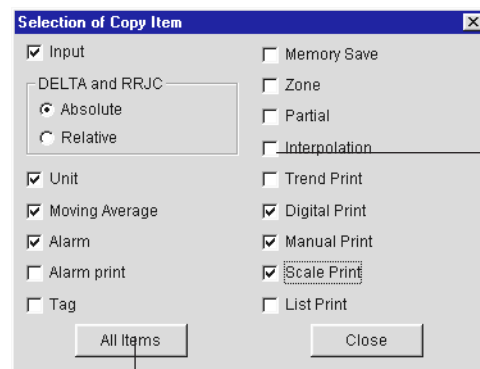 Selection of Copy Item
Input
DELTA and RRJC
Absolute
Relative
Unit
Moving Average
Alarm
Alarm print
Tag
Memory Save
Zone
Partial
Interpolation
Trend Print
Digital Print
Manual Print
Scale Print
List Print
All Items
Close